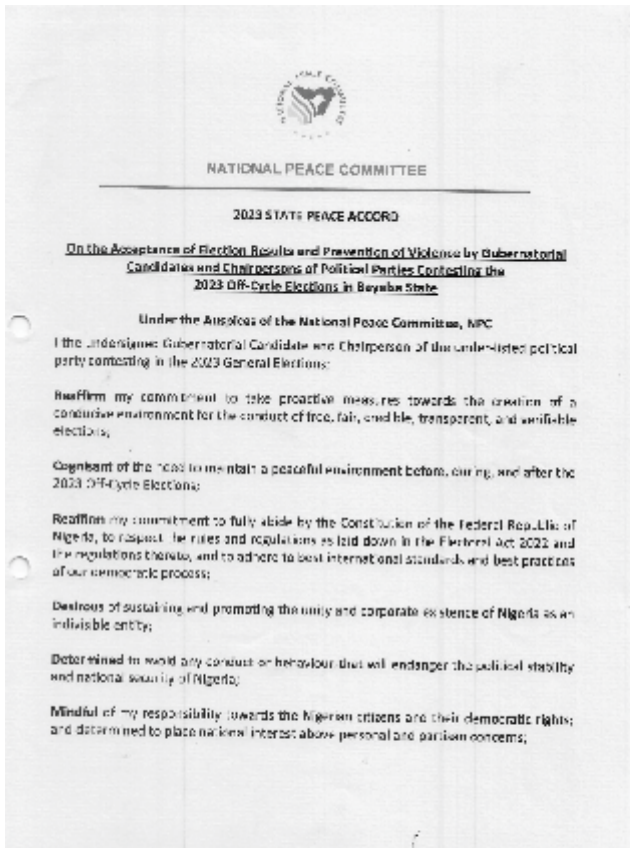 NATIONAL PEACE COMMITTEE
NATIONAL PEACE COMMITTEE
2023 STATE PEACE ACCORD
On the Acceptance of Election Results and Prevention of Violence by Gubernatorial
Candidates and Chairpersons of Political Parties Contesting the
2023 Off-Cycle Elections in Bayelsa State
Under the Auspices of the National Peace Committee, NPC
I the undersigned Gubernatorial Candidate and Chairperson of the under-listed political
party contesting in the 2023 General Elections;
Reaffirm my commitment to take proactive measures towards the creation of a
conducive environment for the conduct of free, fair, credible, transparent, and verifiable
elections;
Cognisant of the need to maintain a peaceful environment before, during, and after the
2023 Off-Cycle Elections;
Reaffirm my commitment to fully abide by the Constitution of the Federal Republic of
Nigeria, to respect the rules and regulations as laid down in the Electoral Act 2022 and
the regulations thereto, and to adhere to best international standards and best practices
of our democratic process;
Desirous of sustaining and promoting the unity and corporate existence of Nigeria as an
indivisible entity;
Determined to avoid any conduct or behaviour that will endanger the political stability
and national security of Nigeria;
Mindful of my responsibility towards the Nigerian citizens and their democratic rights;
and determined to place national interest above personal and partisan concerns;